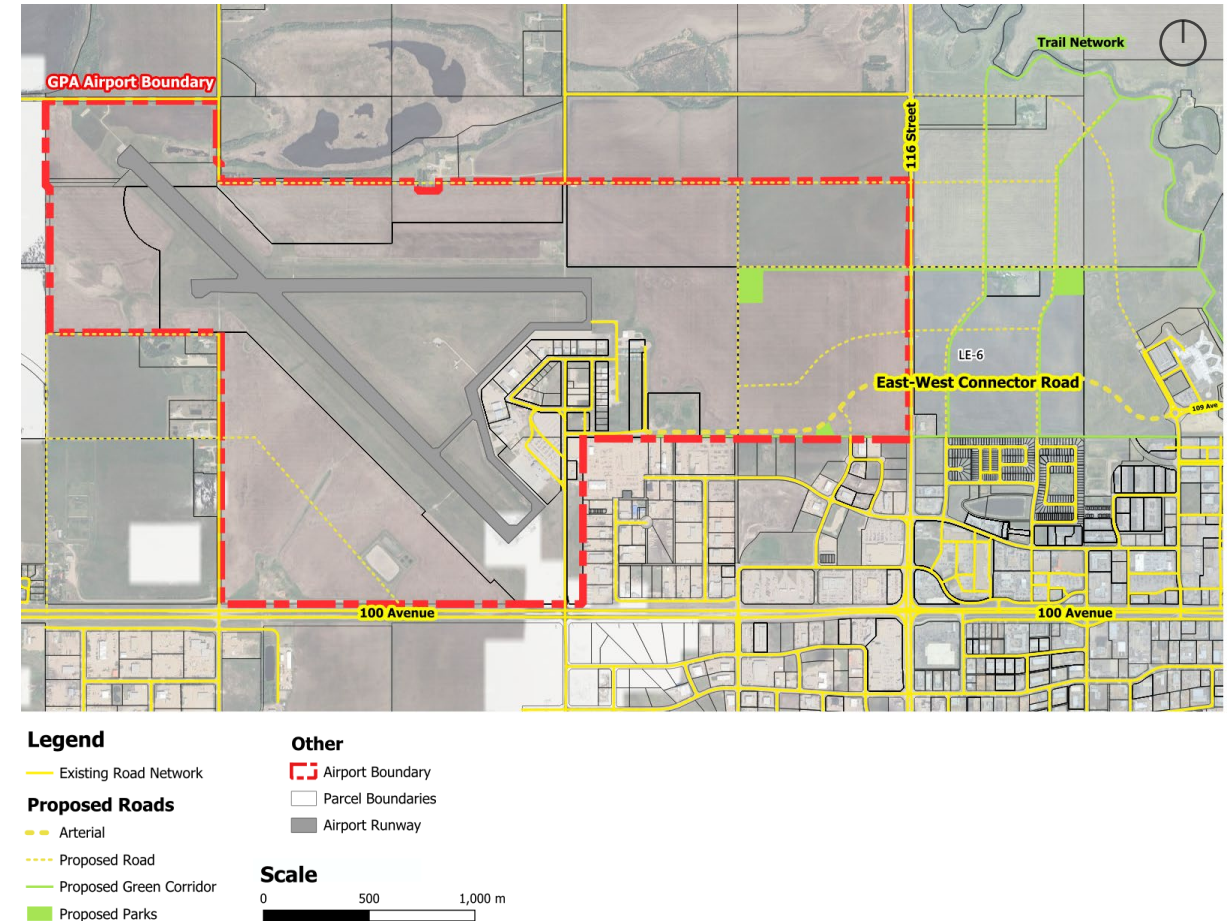 Trail Network
GPA Airport Boundary
116 Street
LE-6
East-West Connector Road
109 Ave
100 Avenue
100 Avenue
Legend
Existing Road Network
Proposed Roads
Arterial
Proposed Road
Proposed Green Corridor
Proposed Parks
Other
Airport Boundary
Parcel Boundaries
Airport Runway
Scale
0 500 1,000 m